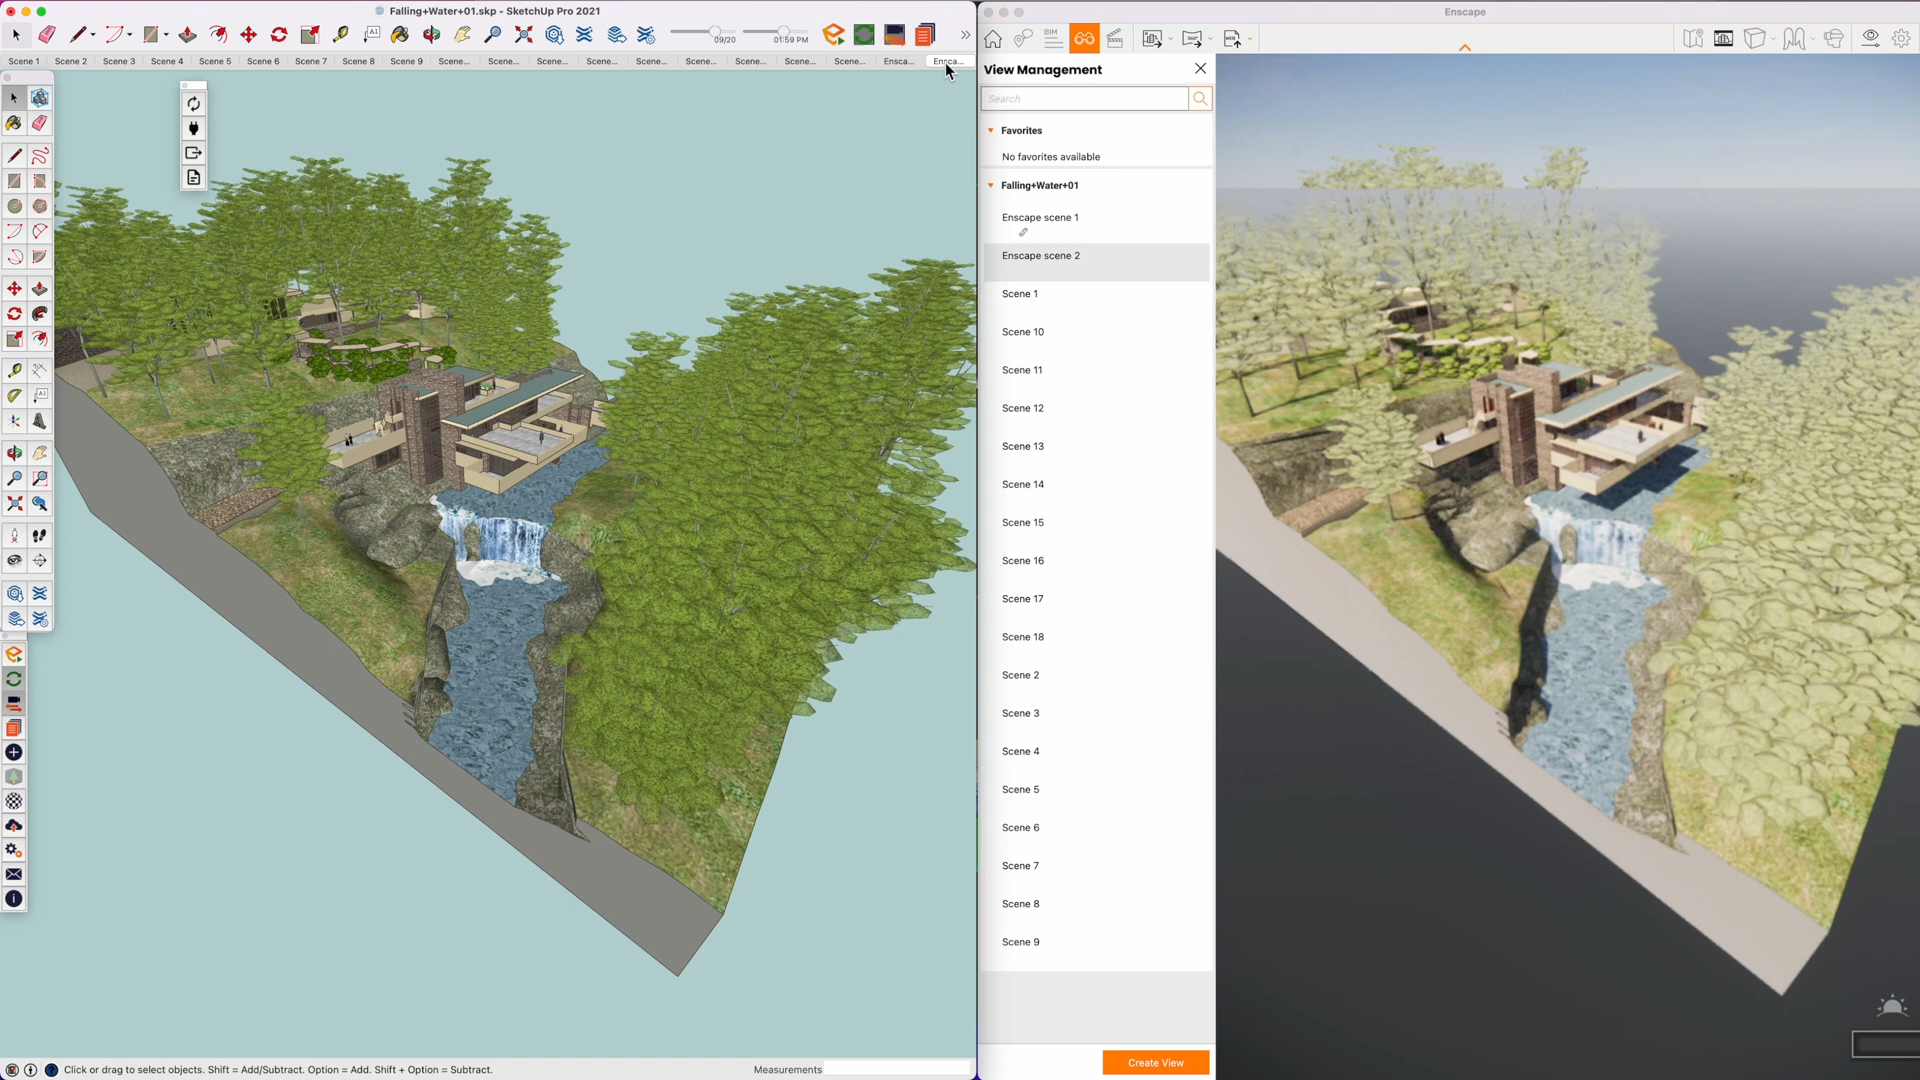 Falling+Water+01.skp - SketchUp Pro 2021
Enscape
09/20
01:59 PM
BIM
Scene 1 Scene 2 Scene 3 Scene 4 Scene 5 Scene 6 Scene 7 Scene 8 Scene 9 Scene... Scene... Scene... Scene... Scene... Scene... Scene... Scene... Scene... Ensca... Ensca...
View Management
Search
Favorites
No favorites available
Falling+Water+01
Enscape scene 1
Enscape scene 2
Scene 1
Scene 10
Scene 11
Scene 12
Scene 13
Scene 14
Scene 15
Scene 16
Scene 17
Scene 18
Scene 2
Scene 3
Scene 4
Scene 5
Scene 6
Scene 7
Scene 8
Scene 9
Create View
Click or drag to select objects. Shift = Add/Subtract. Option = Add. Shift + Option = Subtract.
Measurements